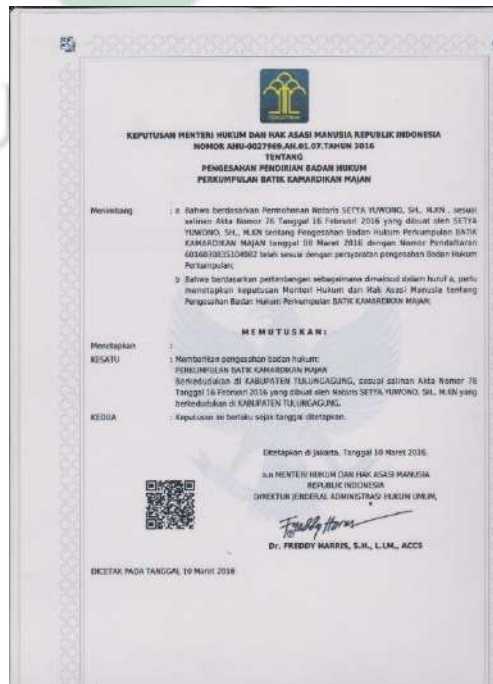 PENGAYOMAN
KEPUTUSAN MENTERI HUKUM DAN HAK ASASI MANUSIA REPUBLIK INDONESIA
NOMOR AHU-0027969.AH.01.07.TAHUN 2016
TENTANG
PENGESAHAN PENDIRIAN BADAN HUKUM
PERKUMPULAN BATIK KAMARDIKAN MAJAN
Menimbang : a Bahwa berdasarkan Permohonan Notaris SETYA YUWONO, SH., M.KN , sesuai
salinan Akta Nomor 76 Tanggal 16 Februari 2016 yang dibuat oleh SETYA
YUWONO, SH., M.KN tentang Pengesahan Badan Hukum Perkumpulan BATIK
KAMARDIKAN MAJAN tanggal 08 Maret 2016 dengan Nomor Pendaftaran
6016030835104002 telah sesuai dengan persyaratan pengesahan Badan Hukum
Perkumpulan;
b Bahwa berdasarkan pertimbangan sebagaimana dimaksud dalam huruf a, perlu
menetapkan keputusan Menteri Hukum dan Hak Asasi Manusia tentang
Pengesahan Badan Hukum Perkumpulan BATIK KAMARDIKAN MAJAN;
MEMUTUSKAN:
Menetapkan :
KESATU : Memberikan pengesahan badan hukum:
PERKUMPULAN BATIK KAMARDIKAN MAJAN
Berkedudukan di KABUPATEN TULUNGAGUNG, sesuai salinan Akta Nomor 76
Tanggal 16 Februari 2016 yang dibuat oleh Notaris SETYA YUWONO, SH., M.KN yang
berkedudukan di KABUPATEN TULUNGAGUNG.
KEDUA : Keputusan ini berlaku sejak tanggal ditetapkan.
Ditetapkan di Jakarta, Tanggal 10 Maret 2016.
a.n MENTERI HUKUM DAN HAK ASASI MANUSIA
REPUBLIK INDONESIA
DIREKTUR JENDERAL ADMINISTRASI HUKUM UMUM,
Freddy Harris
Dr. FREDDY HARRIS, S.H., L.LM., ACCS
DICETAK PADA TANGGAL 10 Maret 2016